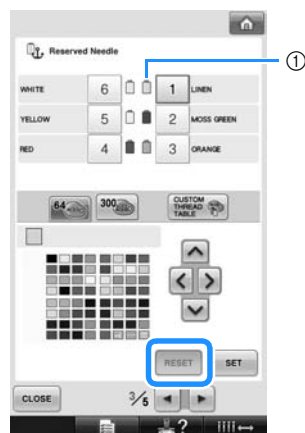 Reserved Needle
①
WHITE 6 1 LINEN
YELLOW 5 2 MOSS GREEN
RED 4 3 ORANGE
64 300 CUSTOM
THREAD
TABLE
RESET SET
CLOSE 3/5
?